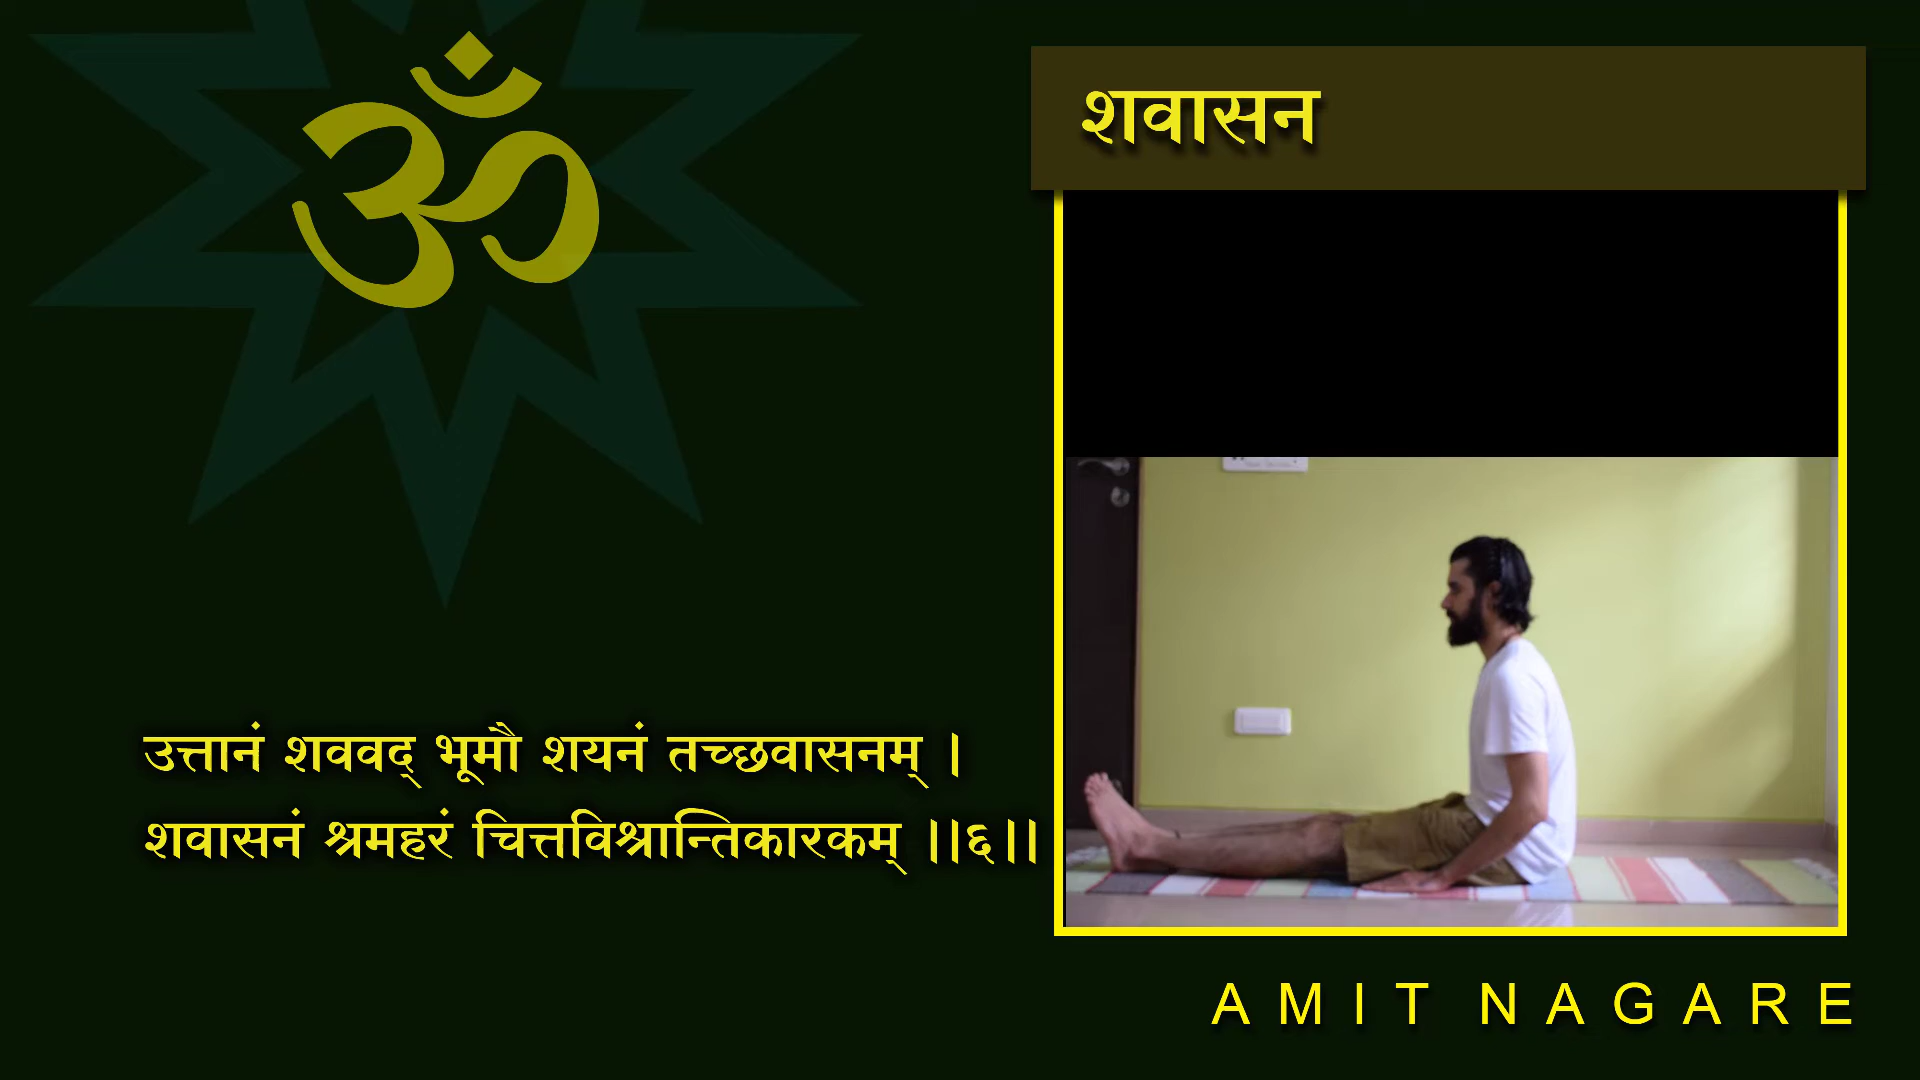 ॐ
शवासन
उत्तानं शववद् भूमौ शयनं तच्छवासनम् ।
शवासनं श्रमहरं चित्तविश्रान्तिकारकम् ।।६।।
AMIT NAGARE